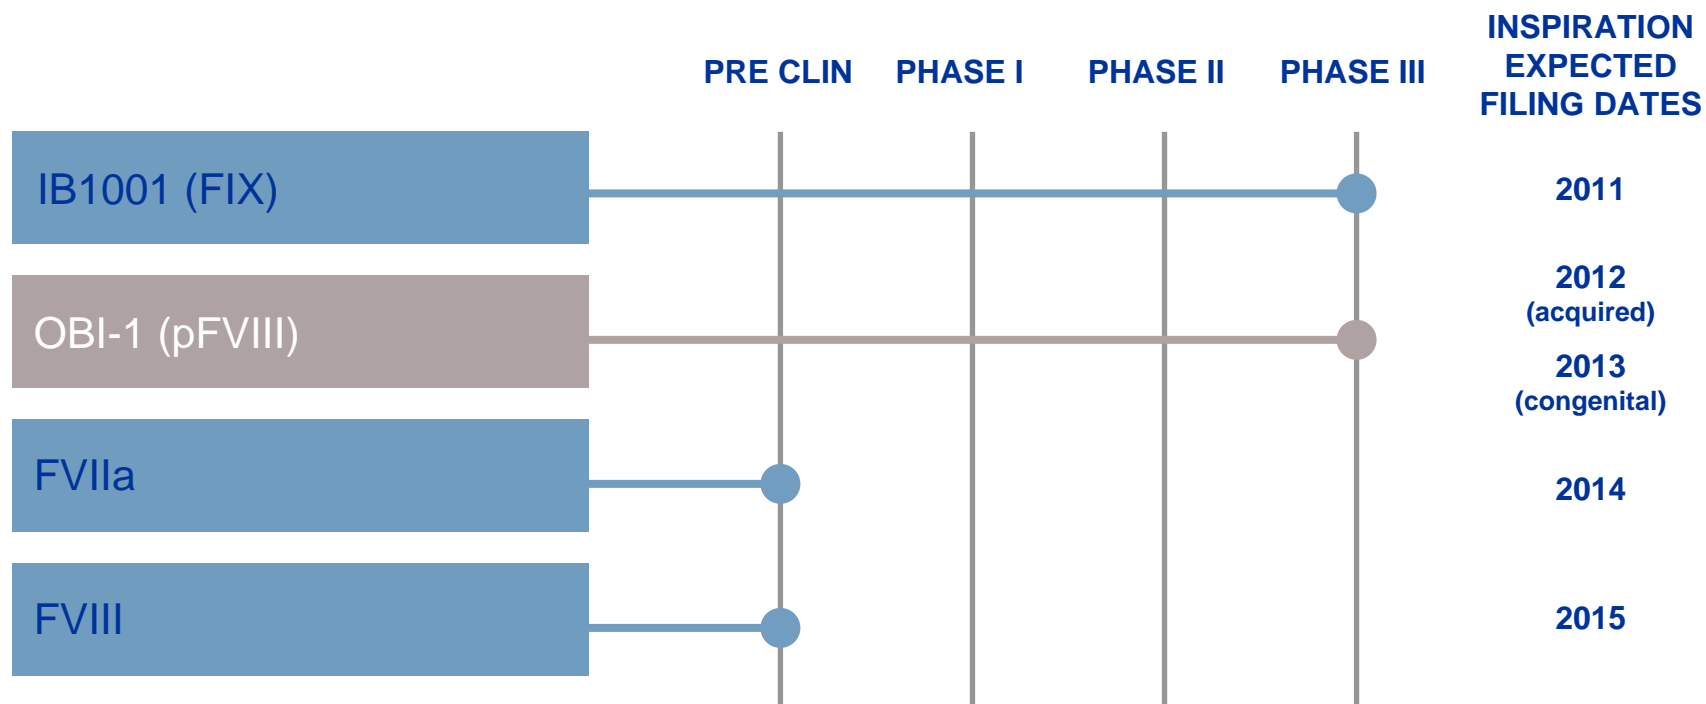 INSPIRATION
EXPECTED
FILING DATES
PRE CLIN PHASE I PHASE II PHASE III
IB1001 (FIX)
2011
OBI-1 (pFVIII)
2012
(acquired)
2013
(congenital)
FVIIa
2014
FVIII
2015